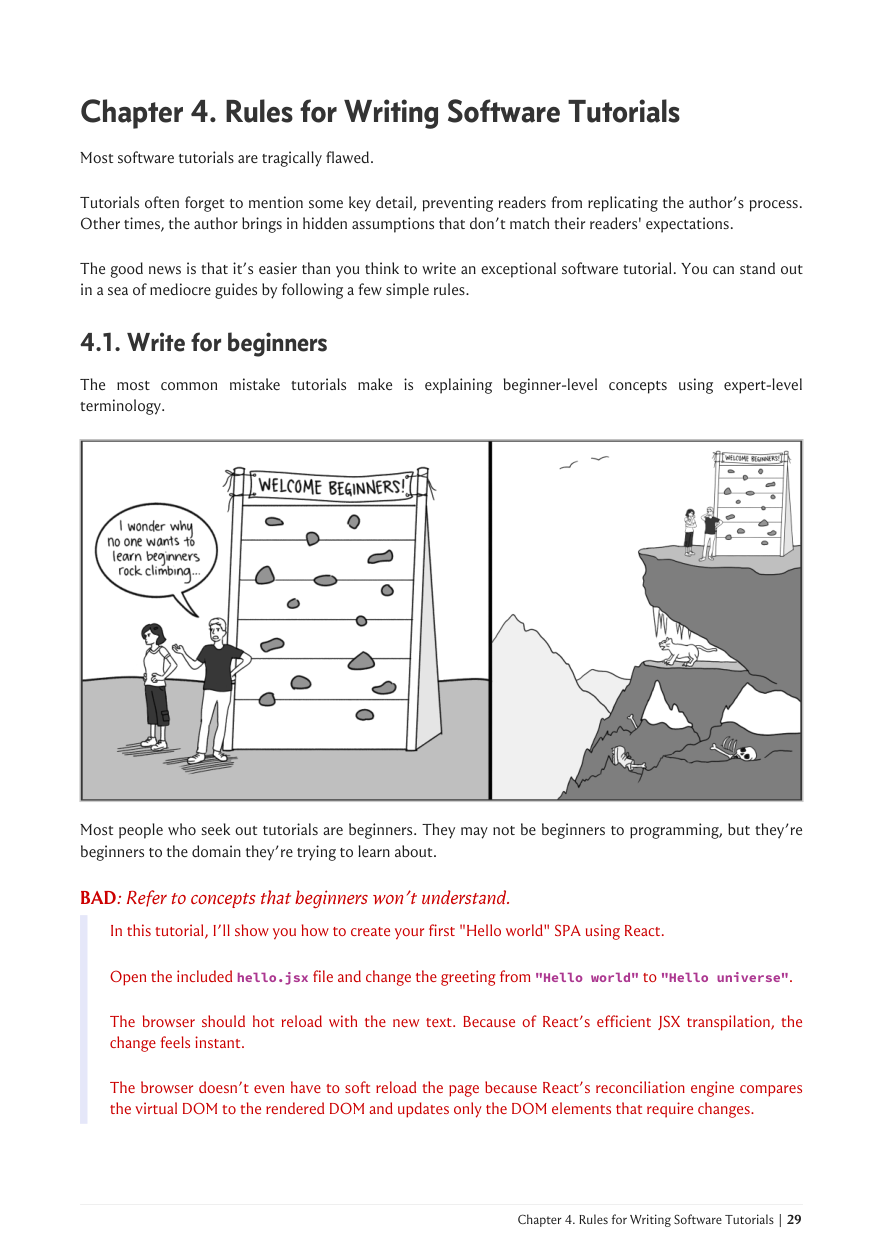 Chapter 4. Rules for Writing Software Tutorials
Most software tutorials are tragically flawed.
Tutorials often forget to mention some key detail, preventing readers from replicating the author’s process.
Other times, the author brings in hidden assumptions that don’t match their readers' expectations.
The good news is that it’s easier than you think to write an exceptional software tutorial. You can stand out
in a sea of mediocre guides by following a few simple rules.
4.1. Write for beginners
The most common mistake tutorials make is explaining beginner-level concepts using expert-level
terminology.
WELCOME BEGINNERS!
I wonder why
no one wants to
learn beginners
rock climbing...
WELCOME BEGINNERS!
Most people who seek out tutorials are beginners. They may not be beginners to programming, but they’re
beginners to the domain they’re trying to learn about.
BAD: Refer to concepts that beginners won’t understand.
In this tutorial, I’ll show you how to create your first "Hello world" SPA using React.
Open the included hello.jsx file and change the greeting from "Hello world" to "Hello universe".
The browser should hot reload with the new text. Because of React’s efficient JSX transpilation, the
change feels instant.
The browser doesn’t even have to soft reload the page because React’s reconciliation engine compares
the virtual DOM to the rendered DOM and updates only the DOM elements that require changes.
Chapter 4. Rules for Writing Software Tutorials | 29